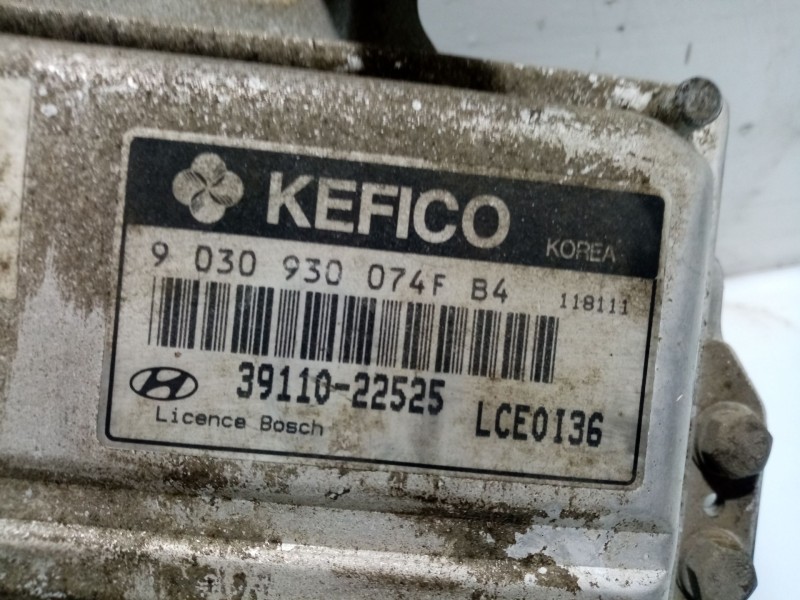 KEFICO
KOREA
9 030 930 074F B4
118111
39110-22525
Licence Bosch
LCE0I36